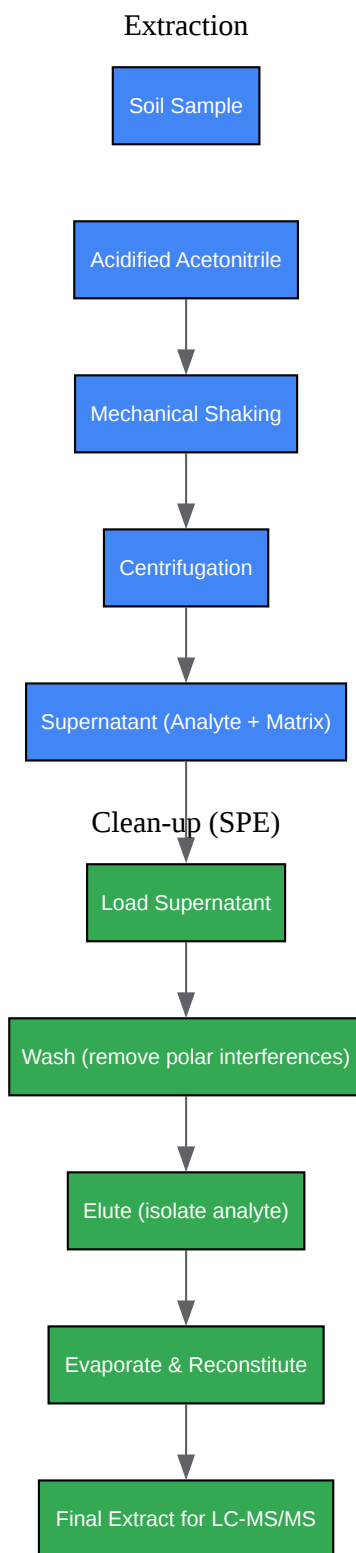 Extraction
Soil Sample
Acidified Acetonitrile
Mechanical Shaking
Centrifugation
Supernatant (Analyte + Matrix)
Clean-up (SPE)
Load Supernatant
Wash (remove polar interferences)
Elute (isolate analyte)
Evaporate & Reconstitute
Final Extract for LC-MS/MS